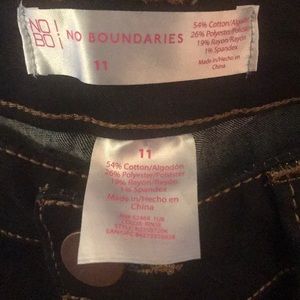 NO
BO
NO BOUNDARIES
11
54% Cotton/Algodón
26% Polyester/Poliéster
19% Rayon/Rayón
1% Spandex
Made in/Hecho en
China
11
54% Cotton/Algodón
26% Polyester/Poliéster
19% Rayon/Rayón
1% Spandex
Made in/Hecho en
China